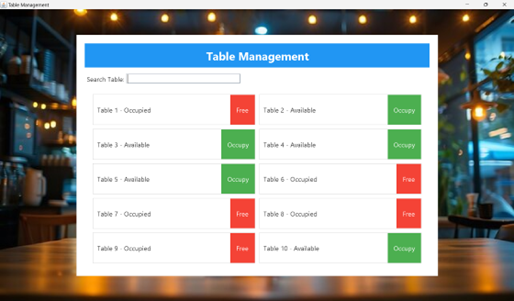 Table Management
Table Management
Search Table:
Table 1 - Occupied Free
Table 2 - Available Occupy
Table 3 - Available Occupy
Table 4 - Available Occupy
Table 5 - Available Occupy
Table 6 - Occupied Free
Table 7 - Occupied Free
Table 8 - Occupied Free
Table 9 - Occupied Free
Table 10 - Available Occupy